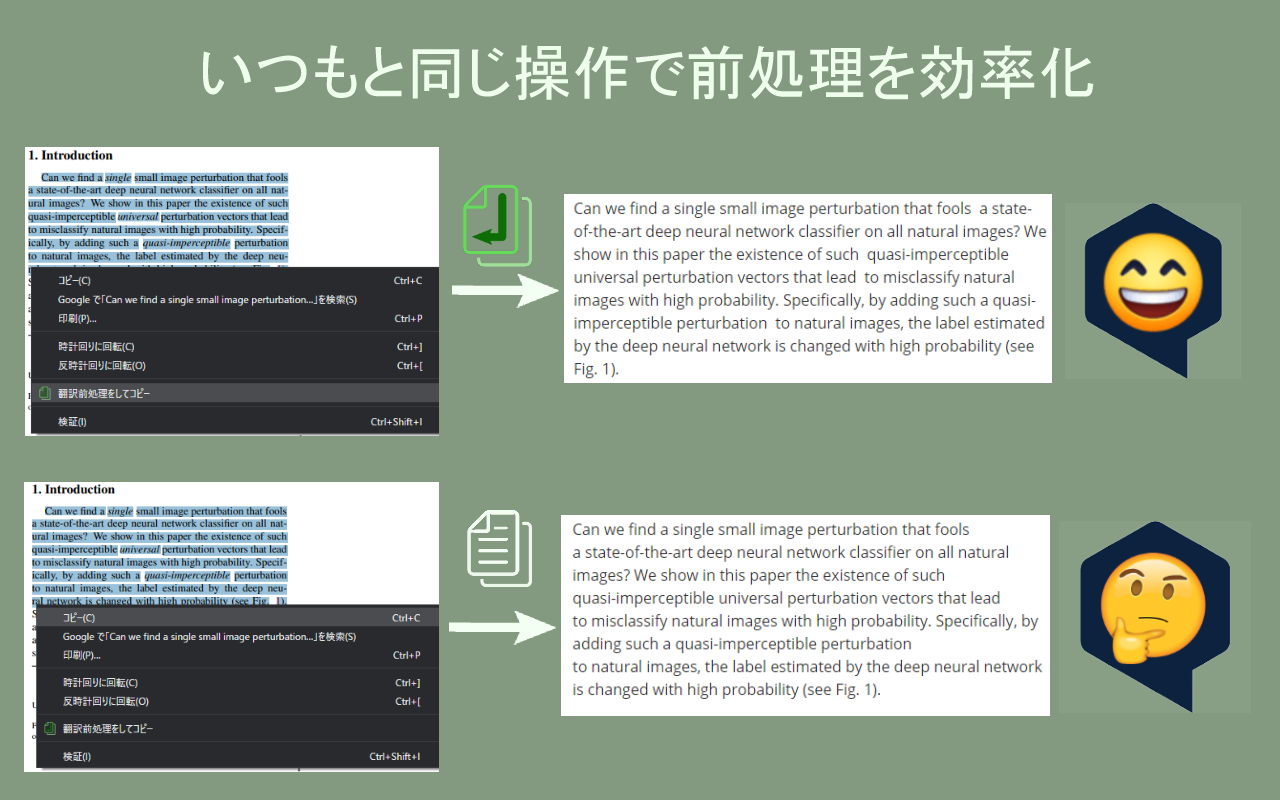 いつもと同じ操作で前処理を効率化
1. Introduction
Can we find a single small image perturbation that fools
a state-of-the-art deep neural network classifier on all nat-
ural images? We show in this paper the existence of such
quasi-imperceptible universal perturbation vectors that lead
to misclassify natural images with high probability. Specif-
ically, by adding such a quasi-imperceptible perturbation
to natural images, the label estimated by the deep neu-
コピー(C) Ctrl+C
Google で「Can we find a single small image perturbation...」を検索(S)
印刷(P)... Ctrl+P
時計回りに回転(C) Ctrl+]
反時計回りに回転(O) Ctrl+[
翻訳前処理をしてコピー
検証(I) Ctrl+Shift+I
Can we find a single small image perturbation that fools  a state-
of-the-art deep neural network classifier on all natural images? We
show in this paper the existence of such  quasi-imperceptible
universal perturbation vectors that lead  to misclassify natural
images with high probability. Specifically, by adding such a quasi-
imperceptible perturbation  to natural images, the label estimated
by the deep neural network is changed with high probability (see
Fig. 1).
1. Introduction
Can we find a single small image perturbation that fools
a state-of-the-art deep neural network classifier on all nat-
ural images? We show in this paper the existence of such
quasi-imperceptible universal perturbation vectors that lead
to misclassify natural images with high probability. Specif-
ically, by adding such a quasi-imperceptible perturbation
to natural images, the label estimated by the deep neu-
ral network is changed with high probability (see Fig. 1).
コピー(C) Ctrl+C
Google で「Can we find a single small image perturbation...」を検索(S)
印刷(P)... Ctrl+P
時計回りに回転(C) Ctrl+]
反時計回りに回転(O) Ctrl+[
翻訳前処理をしてコピー
検証(I) Ctrl+Shift+I
Can we find a single small image perturbation that fools
a state-of-the-art deep neural network classifier on all natural
images? We show in this paper the existence of such
quasi-imperceptible universal perturbation vectors that lead
to misclassify natural images with high probability. Specifically, by
adding such a quasi-imperceptible perturbation
to natural images, the label estimated by the deep neural network
is changed with high probability (see Fig. 1).